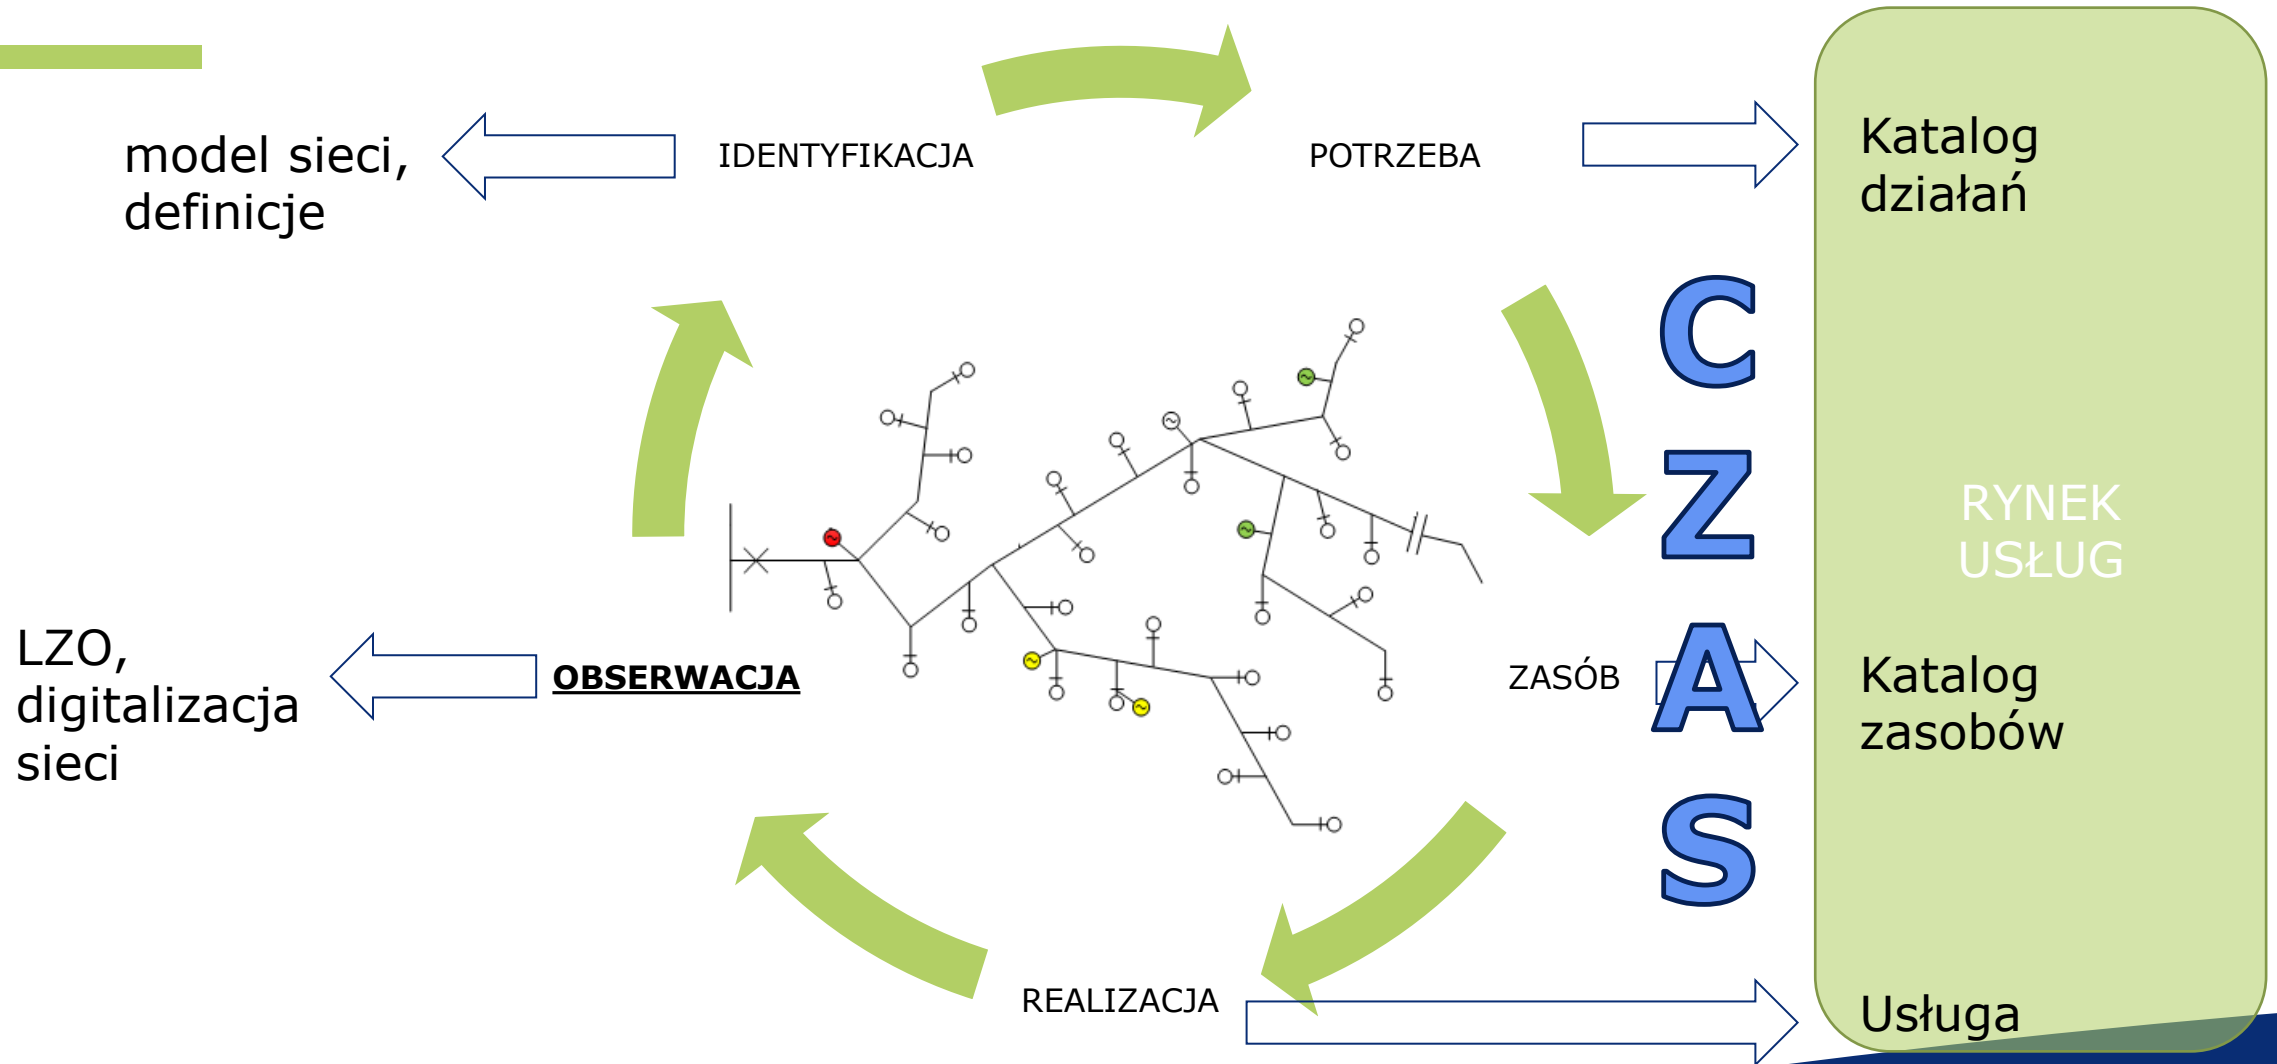 model sieci,
definicje
IDENTYFIKACJA
POTRZEBA
Katalog
działań
C
Z
A
S
RYNEK
USŁUG
LZO,
digitalizacja
sieci
OBSERWACJA
ZASÓB
Katalog
zasobów
REALIZACJA
Usługa